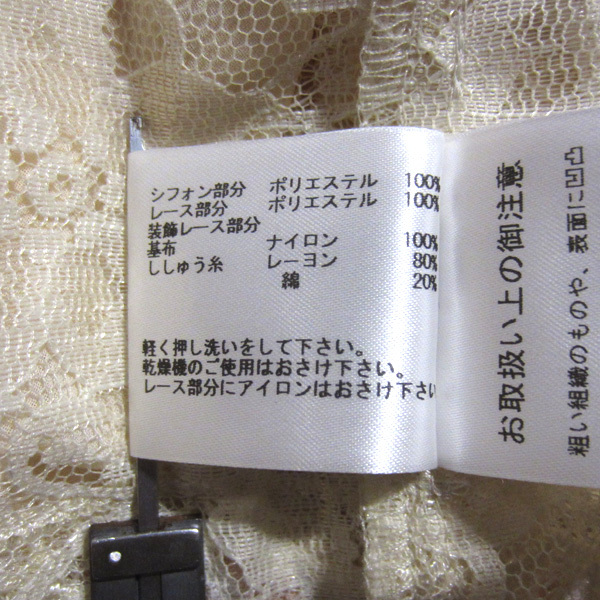 シフォン部分 ポリエステル 100%
レース部分 ポリエステル 100%
装飾レース部分
基布 ナイロン 100%
ししゅう糸 レーヨン 80%
綿 20%
軽く押し洗いをして下さい。
乾燥機のご使用はおさけ下さい。
レース部分にアイロンはおさけ下さい
お取扱い上の御注意
粗い組織のものや、表面に凹凸